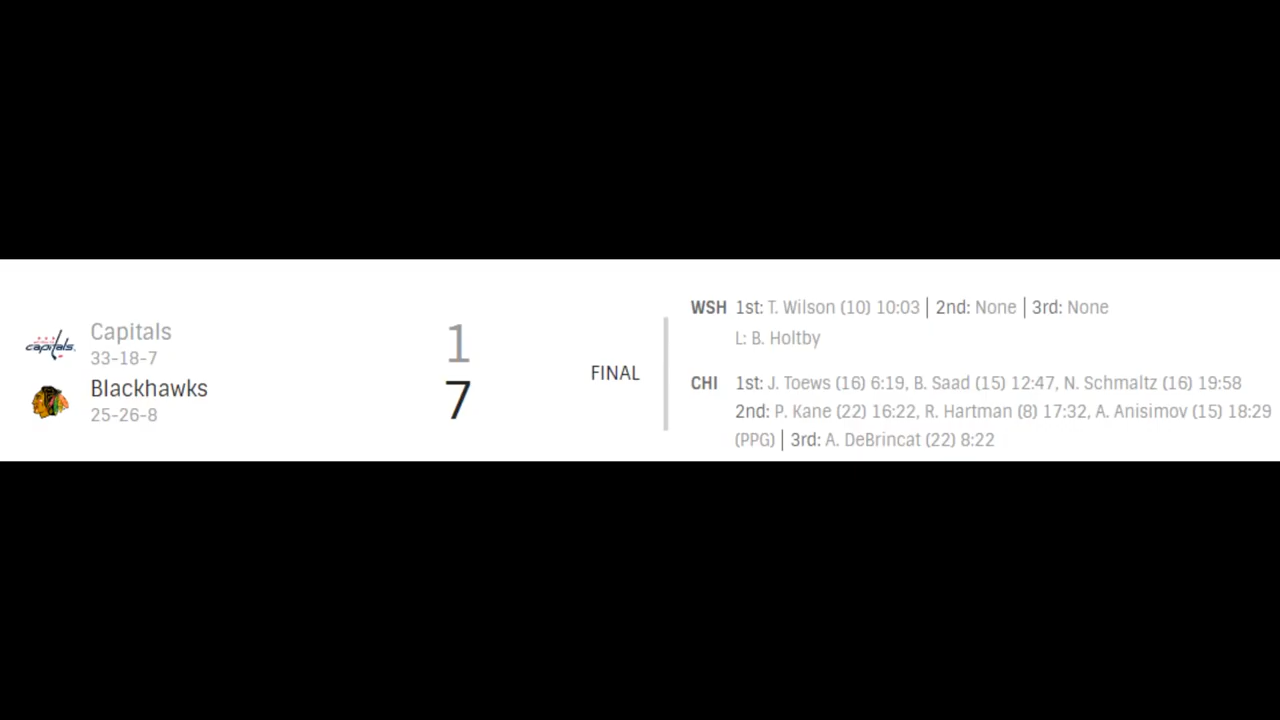 capitals.
Capitals
33-18-7
1
Blackhawks
25-26-8
7
FINAL
WSH 1st: T. Wilson (10) 10:03 | 2nd: None | 3rd: None
L: B. Holtby
CHI 1st: J. Toews (16) 6:19, B. Saad (15) 12:47, N. Schmaltz (16) 19:58
2nd: P. Kane (22) 16:22, R. Hartman (8) 17:32, A. Anisimov (15) 18:29
(PPG) | 3rd: A. DeBrincat (22) 8:22